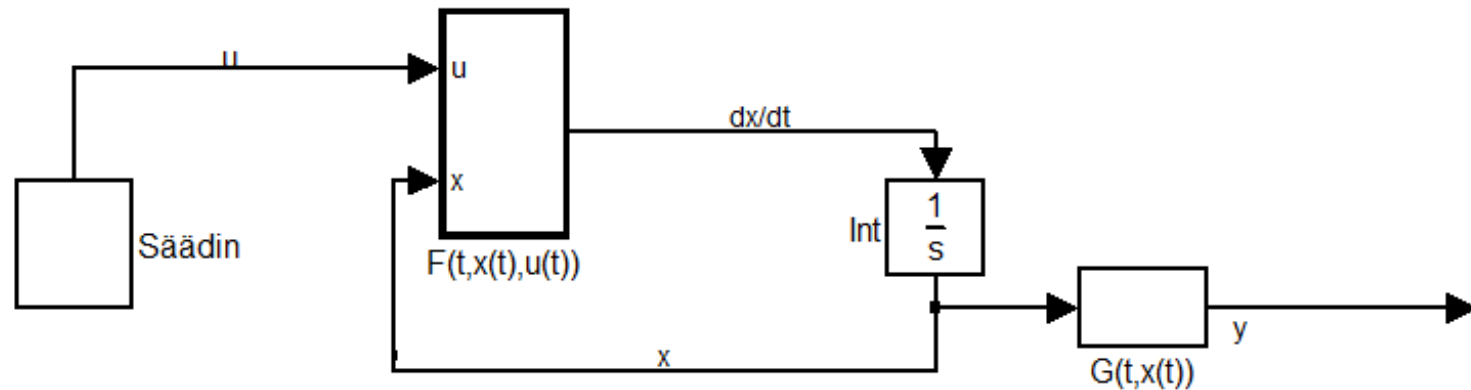 u
u
x
dx/dt
Säädin
F(t,x(t),u(t))
Int
1
s
x
y
G(t,x(t))